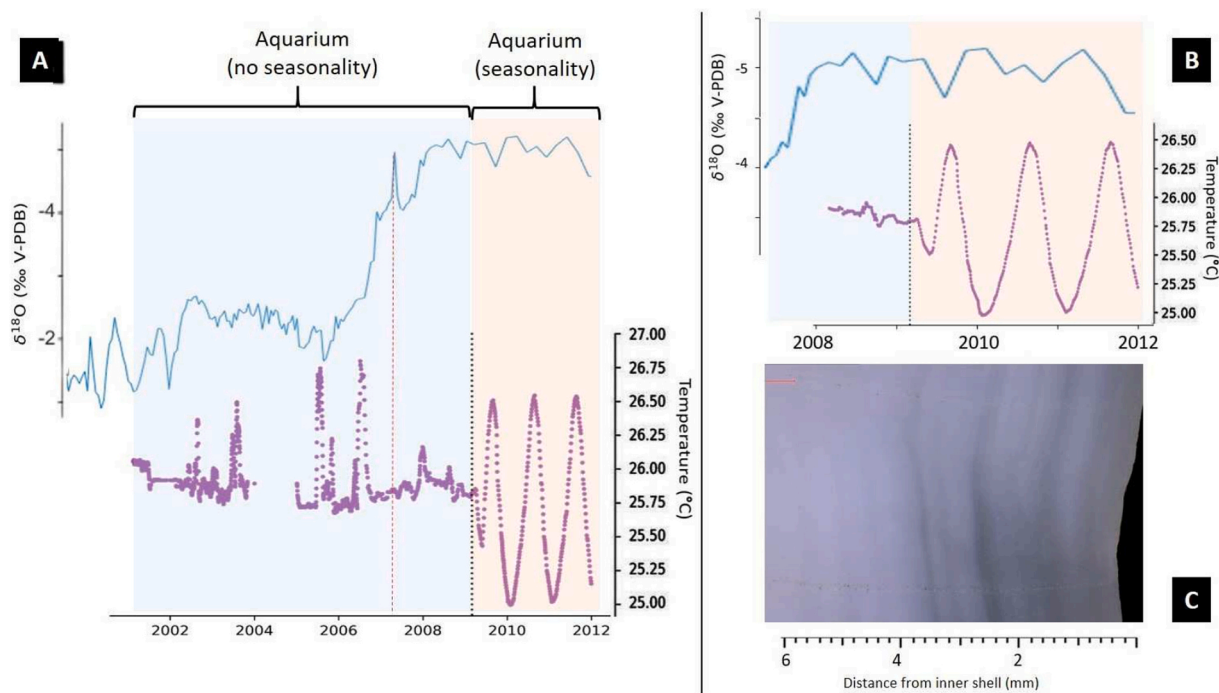 A
Aquarium
(no seasonality)
Aquarium
(seasonality)
δ¹⁸O (‰ V-PDB)
-4
-2
27.00
26.75
26.50
26.25
26.00
25.75
25.50
25.25
25.00
Temperature (°C)
2002
2004
2006
2008
2010
2012
B
δ¹⁸O (‰ V-PDB)
-5
-4
26.50
26.25
26.00
25.75
25.50
25.25
25.00
Temperature (°C)
2008
2010
2012
C
6
4
2
Distance from inner shell (mm)